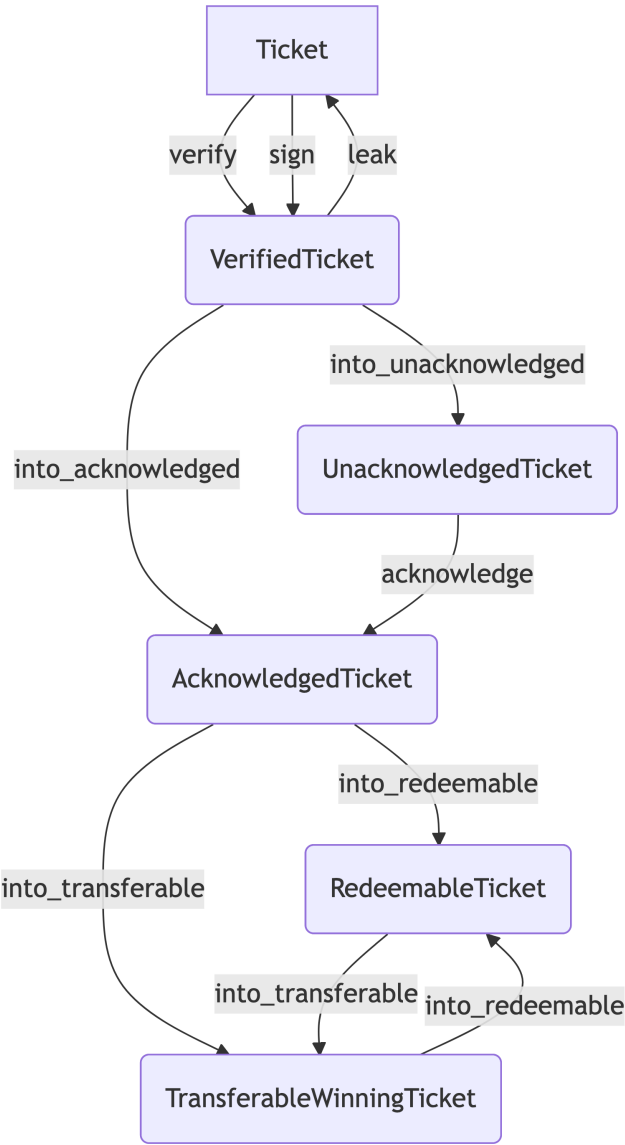 Ticket
verify
sign
leak
VerifiedTicket
into_unacknowledged
into_acknowledged
UnacknowledgedTicket
acknowledge
AcknowledgedTicket
into_redeemable
into_transferable
RedeemableTicket
into_transferable
into_redeemable
TransferableWinningTicket